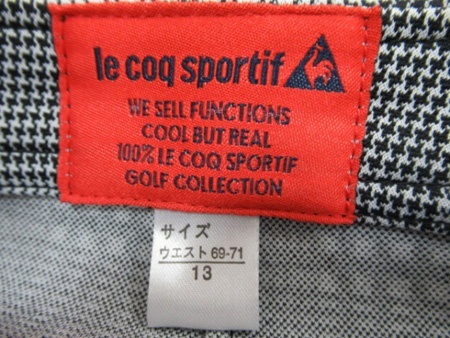 le coq sportif
WE SELL FUNCTIONS
COOL BUT REAL
100% LE COQ SPORTIF
GOLF COLLECTION
サイズ
ウエスト 69-71
13